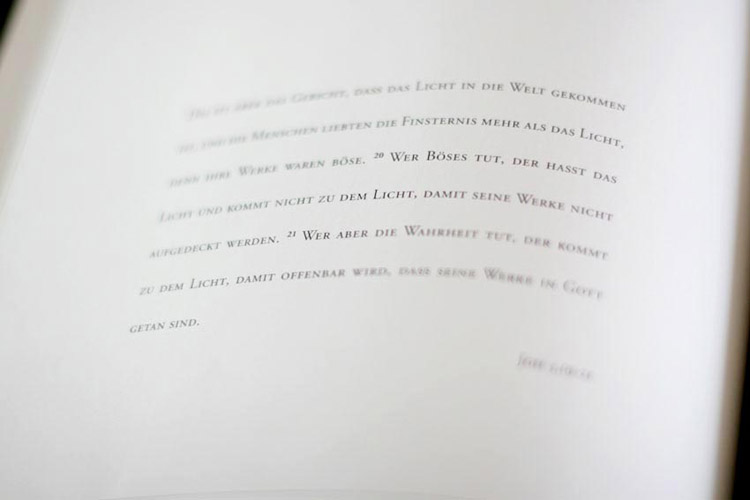 ist aber das Gericht, dass das Licht in die Welt gekommen
ist, und die Menschen liebten die Finsternis mehr als das Licht,
denn ihre Werke waren böse. 20 Wer Böses tut, der hasst das
Licht und kommt nicht zu dem Licht, damit seine Werke nicht
aufgedeckt werden. 21 Wer aber die Wahrheit tut, der kommt
zu dem Licht, damit offenbar wird, dass seine Werke in Gott
getan sind.